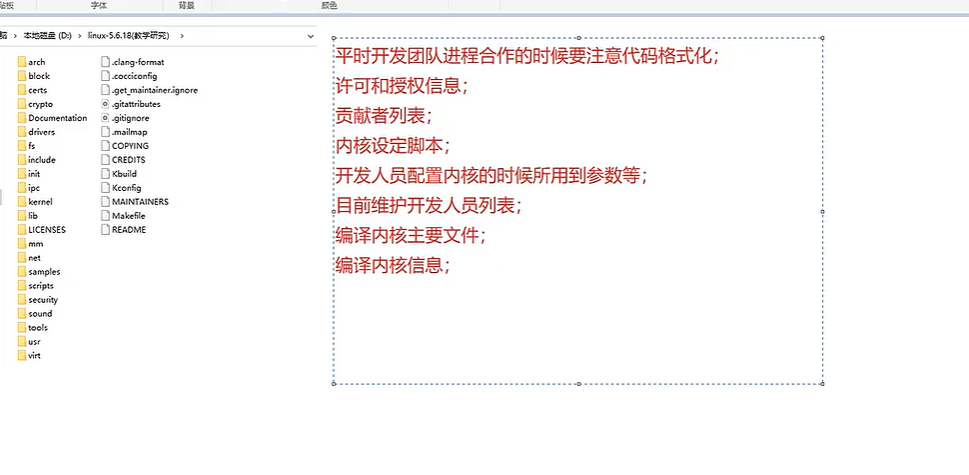 贴板 字体 背景 颜色
脑 › 本地磁盘 (D:) › linux-5.6.18(教学研究) ›
arch
block
certs
crypto
Documentation
drivers
fs
include
init
ipc
kernel
lib
LICENSES
mm
net
samples
scripts
security
sound
tools
usr
virt
.clang-format
.cocciconfig
.get_maintainer.ignore
.gitattributes
.gitignore
.mailmap
COPYING
CREDITS
Kbuild
Kconfig
MAINTAINERS
Makefile
README
平时开发团队进程合作的时候要注意代码格式化；
许可和授权信息；
贡献者列表；
内核设定脚本；
开发人员配置内核的时候所用到参数等；
目前维护开发人员列表；
编译内核主要文件；
编译内核信息；